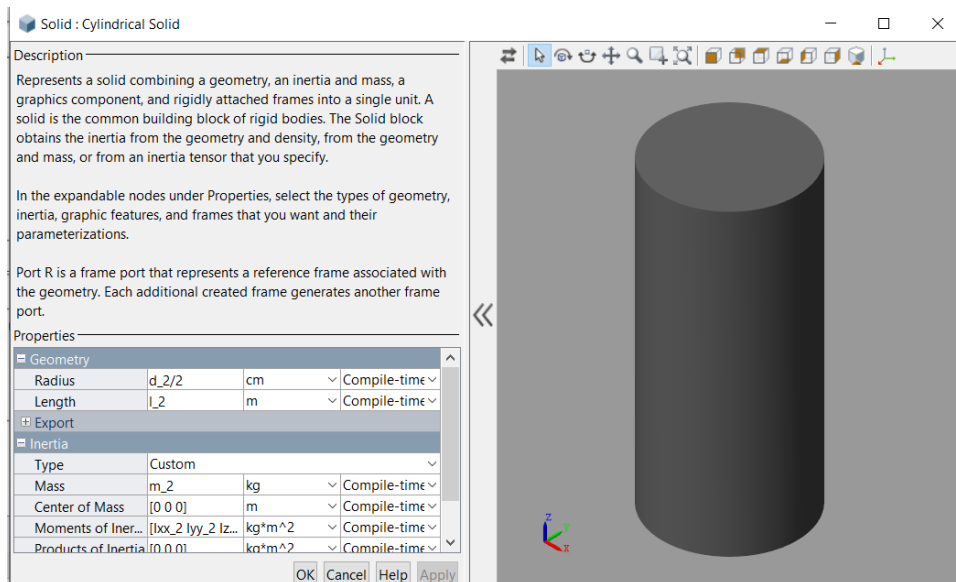 Solid : Cylindrical Solid
Description
Represents a solid combining a geometry, an inertia and mass, a
graphics component, and rigidly attached frames into a single unit. A
solid is the common building block of rigid bodies. The Solid block
obtains the inertia from the geometry and density, from the geometry
and mass, or from an inertia tensor that you specify.
In the expandable nodes under Properties, select the types of geometry,
inertia, graphic features, and frames that you want and their
parameterizations.
Port R is a frame port that represents a reference frame associated with
the geometry. Each additional created frame generates another frame
port.
Properties
Geometry
Radius d_2/2 cm Compile-time
Length l_2 m Compile-time
Export
Inertia
Type Custom
Mass m_2 kg Compile-time
Center of Mass [0 0 0] m Compile-time
Moments of Iner... [Ixx_2 Iyy_2 Iz... kg*m^2 Compile-time
Products of Inertia [0 0 0] kg*m^2 Compile-time
OK Cancel Help Apply
z
y
x